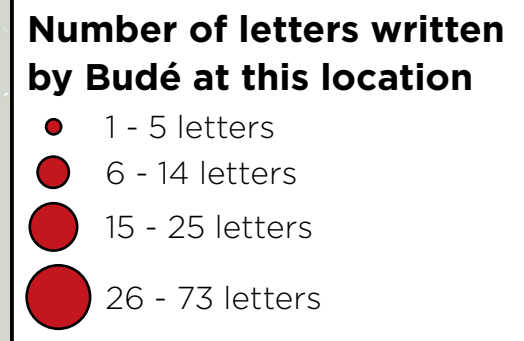 Number of letters written
by Budé at this location
1 - 5 letters
6 - 14 letters
15 - 25 letters
26 - 73 letters